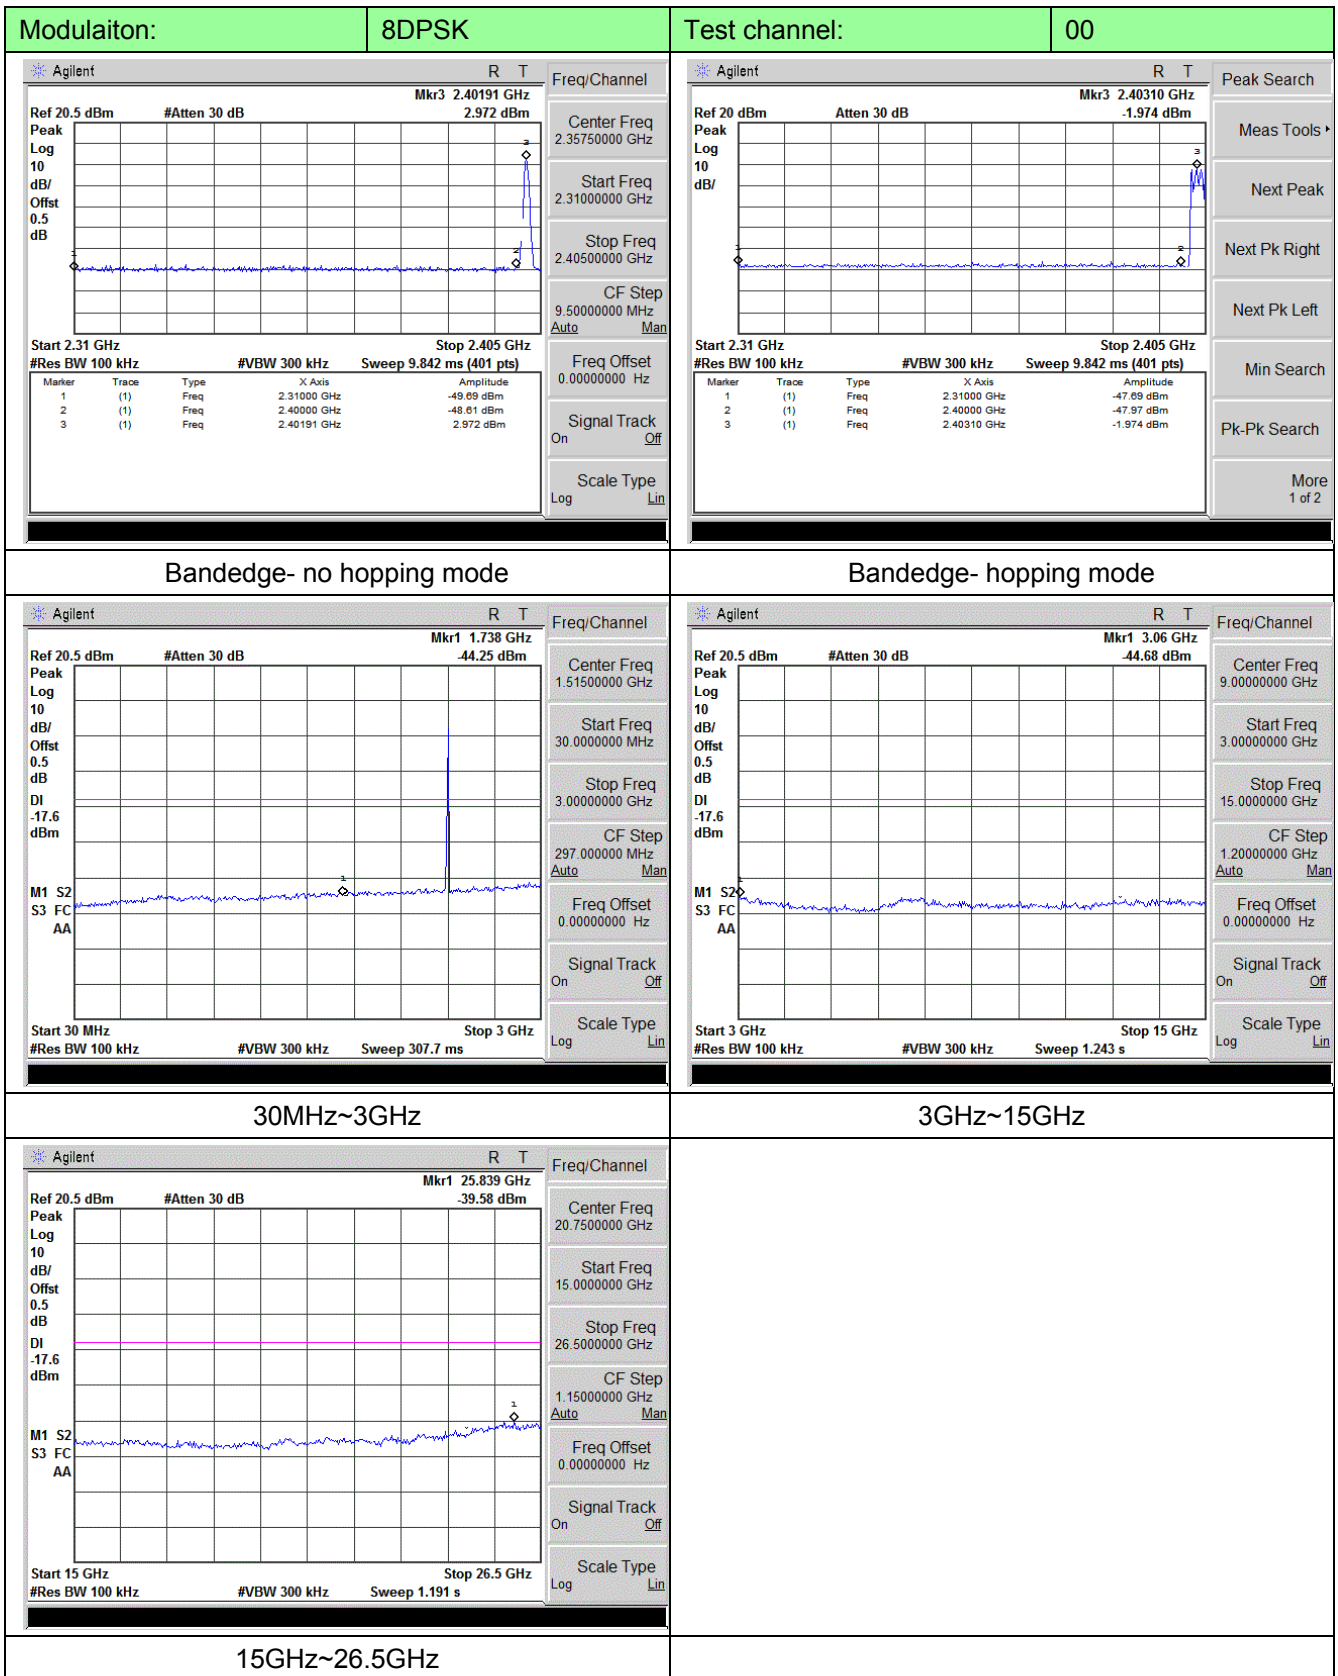 Modulaiton: 8DPSK Test channel: 00
Agilent R T Freq/Channel
Mkr3 2.40191 GHz
Ref 20.5 dBm #Atten 30 dB 2.972 dBm
Peak
Log
10
dB/
Offst
0.5
dB
3
1
2
Start 2.31 GHz Stop 2.405 GHz
#Res BW 100 kHz #VBW 300 kHz Sweep 9.842 ms (401 pts)
Marker Trace Type X Axis Amplitude
1 (1) Freq 2.31000 GHz -49.69 dBm
2 (1) Freq 2.40000 GHz -48.61 dBm
3 (1) Freq 2.40191 GHz 2.972 dBm
Center Freq
2.35750000 GHz
Start Freq
2.31000000 GHz
Stop Freq
2.40500000 GHz
CF Step
9.50000000 MHz
Auto Man
Freq Offset
0.00000000 Hz
Signal Track
On Off
Scale Type
Log Lin
Agilent R T Peak Search
Mkr3 2.40310 GHz
Ref 20 dBm Atten 30 dB -1.974 dBm
Peak
Log
10
dB/
3
1
2
Start 2.31 GHz Stop 2.405 GHz
#Res BW 100 kHz #VBW 300 kHz Sweep 9.842 ms (401 pts)
Marker Trace Type X Axis Amplitude
1 (1) Freq 2.31000 GHz -47.69 dBm
2 (1) Freq 2.40000 GHz -47.97 dBm
3 (1) Freq 2.40310 GHz -1.974 dBm
Meas Tools
Next Peak
Next Pk Right
Next Pk Left
Min Search
Pk-Pk Search
More
1 of 2
Bandedge- no hopping mode Bandedge- hopping mode
Agilent R T Freq/Channel
Mkr1 1.738 GHz
Ref 20.5 dBm #Atten 30 dB -44.25 dBm
Peak
Log
10
dB/
Offst
0.5
dB
DI
-17.6
dBm
1
M1 S2
S3 FC
AA
Start 30 MHz Stop 3 GHz
#Res BW 100 kHz #VBW 300 kHz Sweep 307.7 ms
Center Freq
1.51500000 GHz
Start Freq
30.0000000 MHz
Stop Freq
3.00000000 GHz
CF Step
297.000000 MHz
Auto Man
Freq Offset
0.00000000 Hz
Signal Track
On Off
Scale Type
Log Lin
Agilent R T Freq/Channel
Mkr1 3.06 GHz
Ref 20.5 dBm #Atten 30 dB -44.68 dBm
Peak
Log
10
dB/
Offst
0.5
dB
DI
-17.6
dBm
1
M1 S2
S3 FC
AA
Start 3 GHz Stop 15 GHz
#Res BW 100 kHz #VBW 300 kHz Sweep 1.243 s
Center Freq
9.00000000 GHz
Start Freq
3.00000000 GHz
Stop Freq
15.0000000 GHz
CF Step
1.20000000 GHz
Auto Man
Freq Offset
0.00000000 Hz
Signal Track
On Off
Scale Type
Log Lin
30MHz~3GHz 3GHz~15GHz
Agilent R T Freq/Channel
Mkr1 25.839 GHz
Ref 20.5 dBm #Atten 30 dB -39.58 dBm
Peak
Log
10
dB/
Offst
0.5
dB
DI
-17.6
dBm
1
M1 S2
S3 FC
AA
Start 15 GHz Stop 26.5 GHz
#Res BW 100 kHz #VBW 300 kHz Sweep 1.191 s
Center Freq
20.7500000 GHz
Start Freq
15.0000000 GHz
Stop Freq
26.5000000 GHz
CF Step
1.15000000 GHz
Auto Man
Freq Offset
0.00000000 Hz
Signal Track
On Off
Scale Type
Log Lin
15GHz~26.5GHz